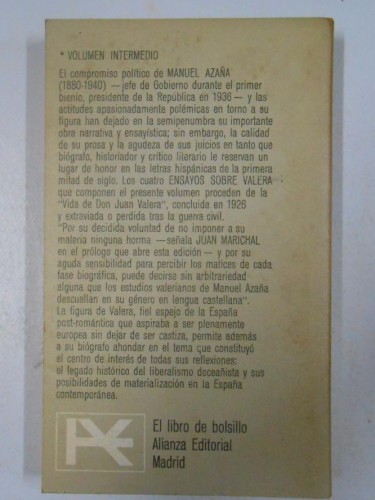 * VOLUMEN INTERMEDIO
El compromiso político de MANUEL AZAÑA
(1880-1940) —jefe de Gobierno durante el primer
bienio, presidente de la República en 1936— y las
actitudes apasionadamente polémicas en torno a su
figura han dejado en la semipenumbra su importante
obra narrativa y ensayística; sin embargo, la calidad
de su prosa y la agudeza de sus juicios en tanto que
biógrafo, historiador y crítico literario le reservan un
lugar de honor en las letras hispánicas de la primera
mitad de siglo. Los cuatro ENSAYOS SOBRE VALERA
que componen el presente volumen proceden de la
"Vida de Don Juan Valera", concluida en 1926
y extraviada o perdida tras la guerra civil.
"Por su decidida voluntad de no imponer a su
materia ninguna horma —señala JUAN MARICHAL
en el prólogo que abre esta edición— y por su
aguda sensibilidad para percibir los matices de cada
fase biográfica, puede decirse sin arbitrariedad
alguna que los estudios valerianos de Manuel Azaña
descuellan en su género en lengua castellana".
La figura de Valera, fiel espejo de la España
post-romántica que aspiraba a ser plenamente
europea sin dejar de ser castiza, permite además
a su biógrafo ahondar en el tema que constituyó
el centro de interés de todas sus reflexiones:
el legado histórico del liberalismo doceañista y sus
posibilidades de materialización en la España
contemporánea.
El libro de bolsillo
Alianza Editorial
Madrid